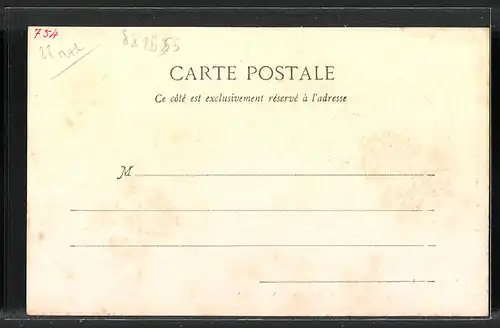 754
CARTE POSTALE
Ce côté est exclusivement réservé à l'adresse
M